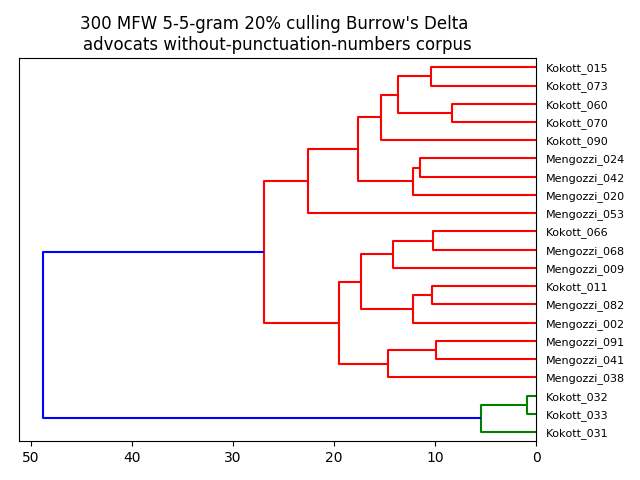 300 MFW 5-5-gram 20% culling Burrow's Delta
advocats without-punctuation-numbers corpus
Kokott_015
Kokott_073
Kokott_060
Kokott_070
Kokott_090
Mengozzi_024
Mengozzi_042
Mengozzi_020
Mengozzi_053
Kokott_066
Mengozzi_068
Mengozzi_009
Kokott_011
Mengozzi_082
Mengozzi_002
Mengozzi_091
Mengozzi_041
Mengozzi_038
Kokott_032
Kokott_033
Kokott_031
50 40 30 20 10 0